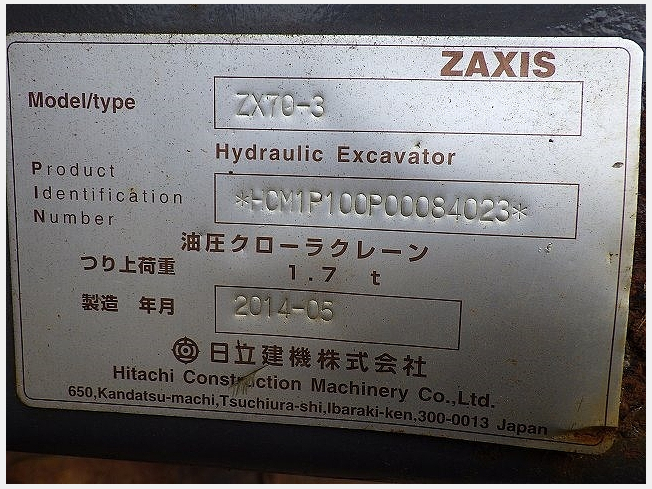 ZAXIS
Model/type ZX70-3
Hydraulic Excavator
Product
Identification *HCM1P100P00084023*
Number
油圧クローラクレーン
つり上荷重 1.7 t
製造 年月 2014-05
日立建機株式会社
Hitachi Construction Machinery Co.,Ltd.
650,Kandatsu-machi,Tsuchiura-shi,Ibaraki-ken,300-0013 Japan